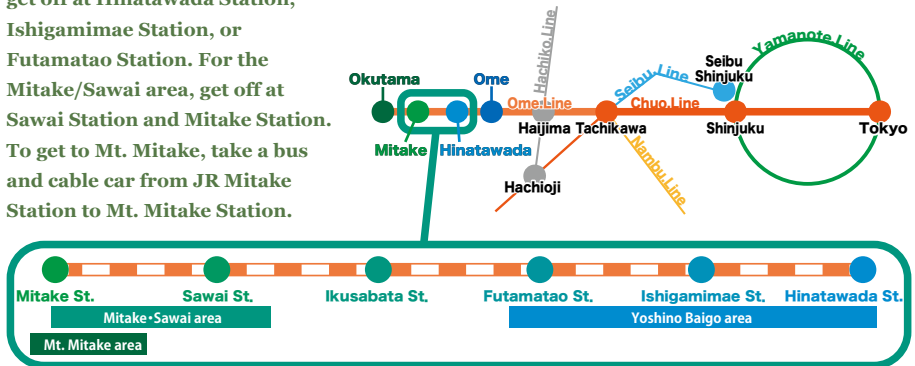 get off at Hinatawada Station,
Ishigamimae Station, or
Futamatao Station. For the
Mitake/Sawai area, get off at
Sawai Station and Mitake Station.
To get to Mt. Mitake, take a bus
and cable car from JR Mitake
Station to Mt. Mitake Station.
Okutama
Ome
Mitake
Hinatawada
Ome.Line
Hachiko.Line
Haijima
Hachioji
Tachikawa
Seibu.Line
Chuo.Line
Nambu.Line
Seibu
Shinjuku
Shinjuku
Yamanote.Line
Tokyo
Mitake St.
Sawai St.
Ikusabata St.
Futamatao St.
Ishigamimae St.
Hinatawada St.
Mitake・Sawai area
Yoshino Baigo area
Mt. Mitake area